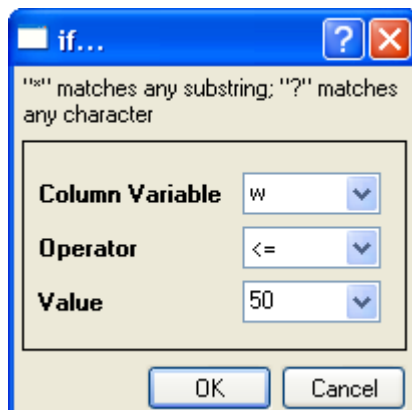 if...
"*" matches any substring; "?" matches
any character
Column Variable w
Operator <=
Value 50
OK Cancel